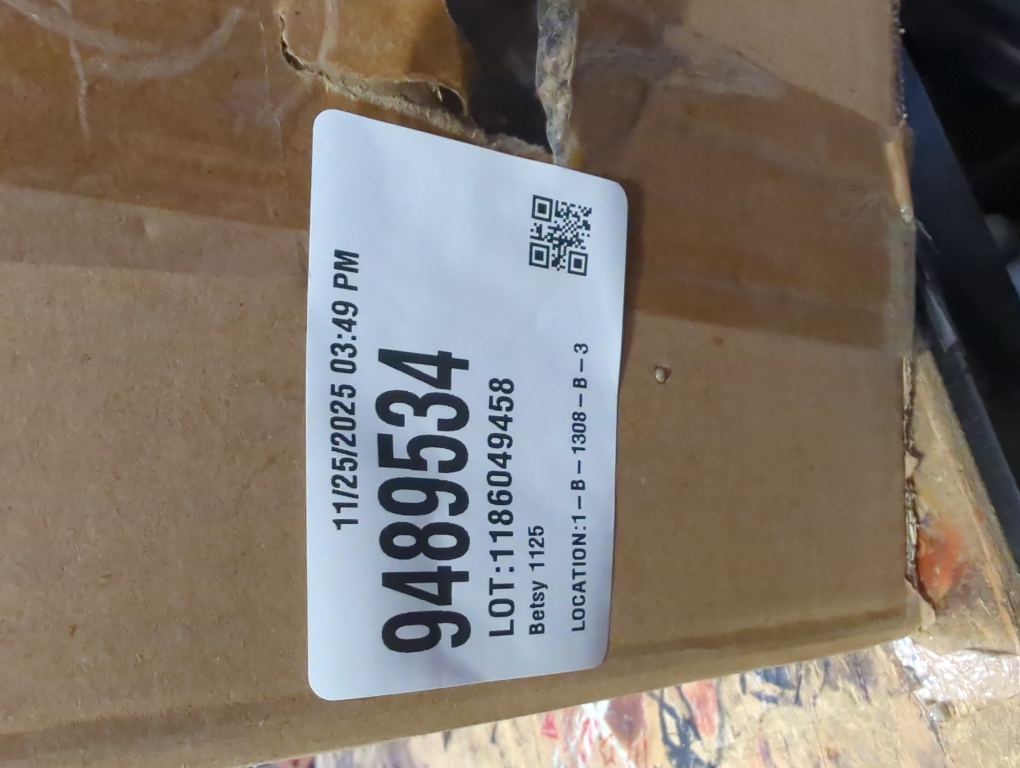 11/25/2025 03:49 PM
9489534
LOT:1186049458
Betsy 1125
LOCATION:1-B-1308-B-3